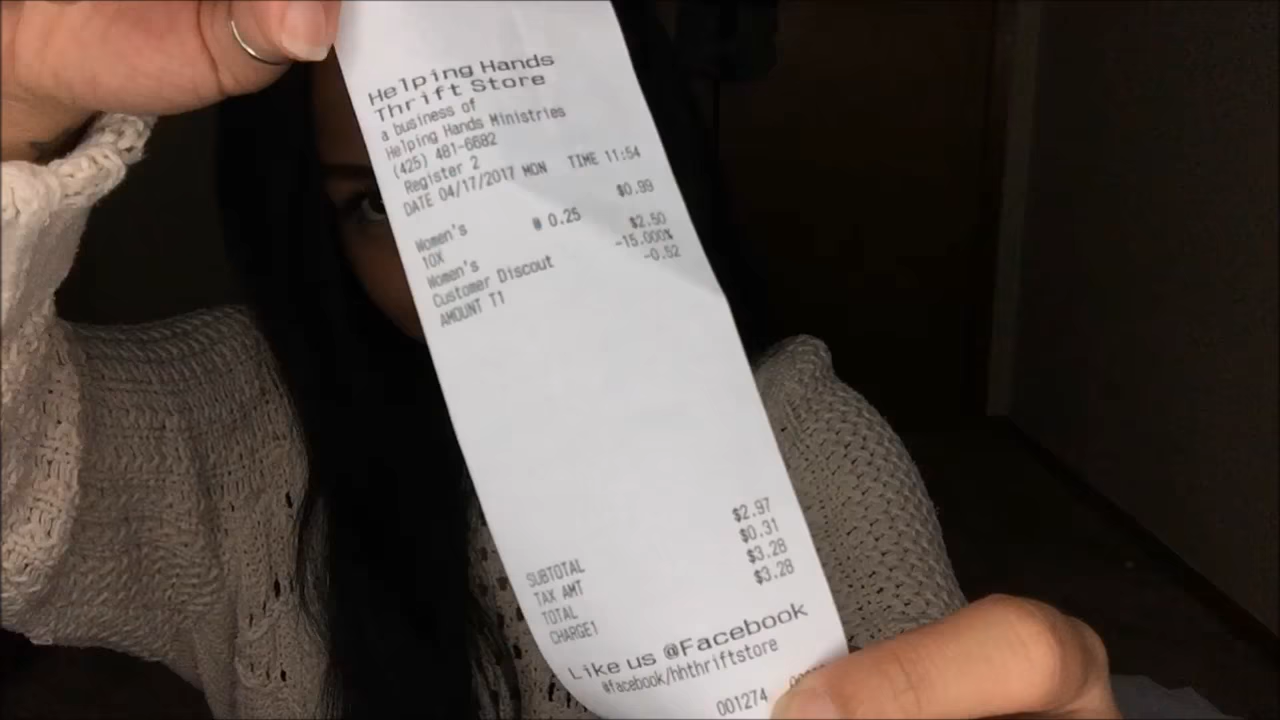 Helping Hands
Thrift Store
a business of
Helping Hands Ministries
(425) 481-6682
Register 2
DATE 04/17/2017 MON TIME 11:54
Women's $0.99
10X @ 0.25
Women's $2.50
Customer Discout -15.000%
AMOUNT T1 -0.52
SUBTOTAL $2.97
TAX AMT $0.31
TOTAL $3.28
CHARGE1 $3.28
Like us @Facebook
@facebook/hhthriftstore
001274